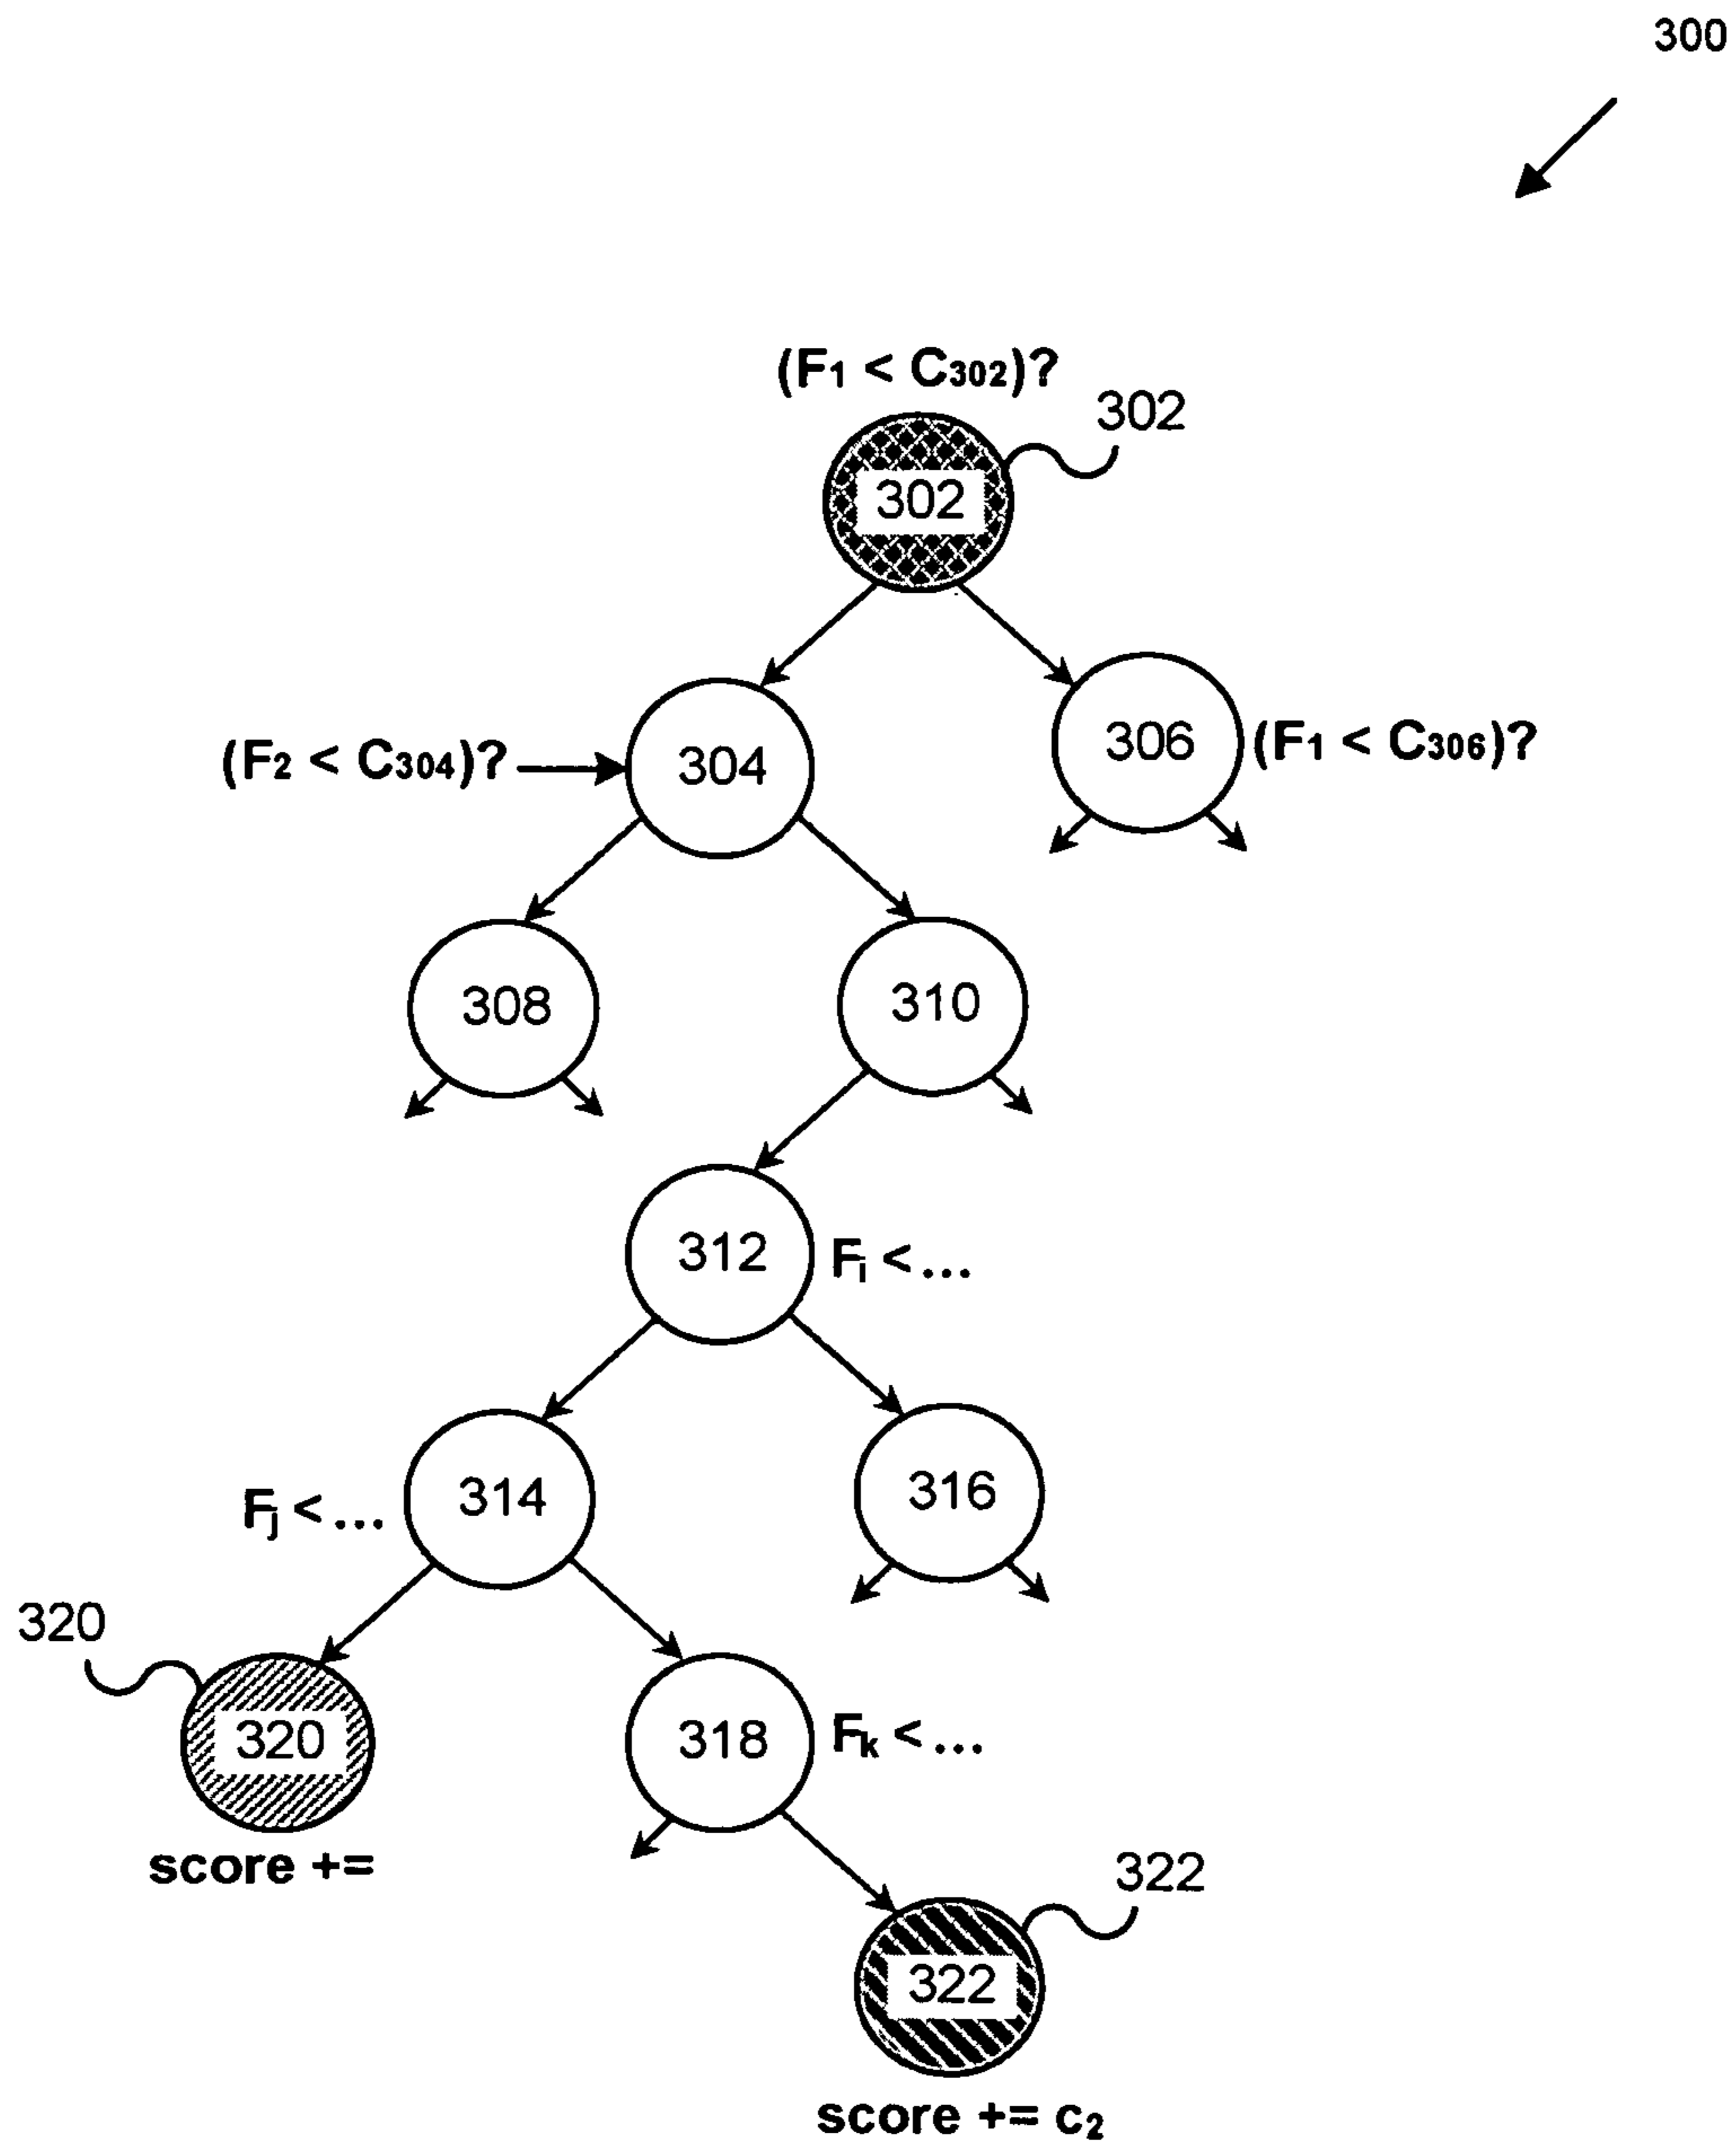 300
(F1 < C302)?
302
302
(F2 < C304)?
304
306
(F1 < C306)?
308
310
312
Fi < ...
314
Fj < ...
316
320
320
score +=
318
Fk < ...
322
322
score += c2